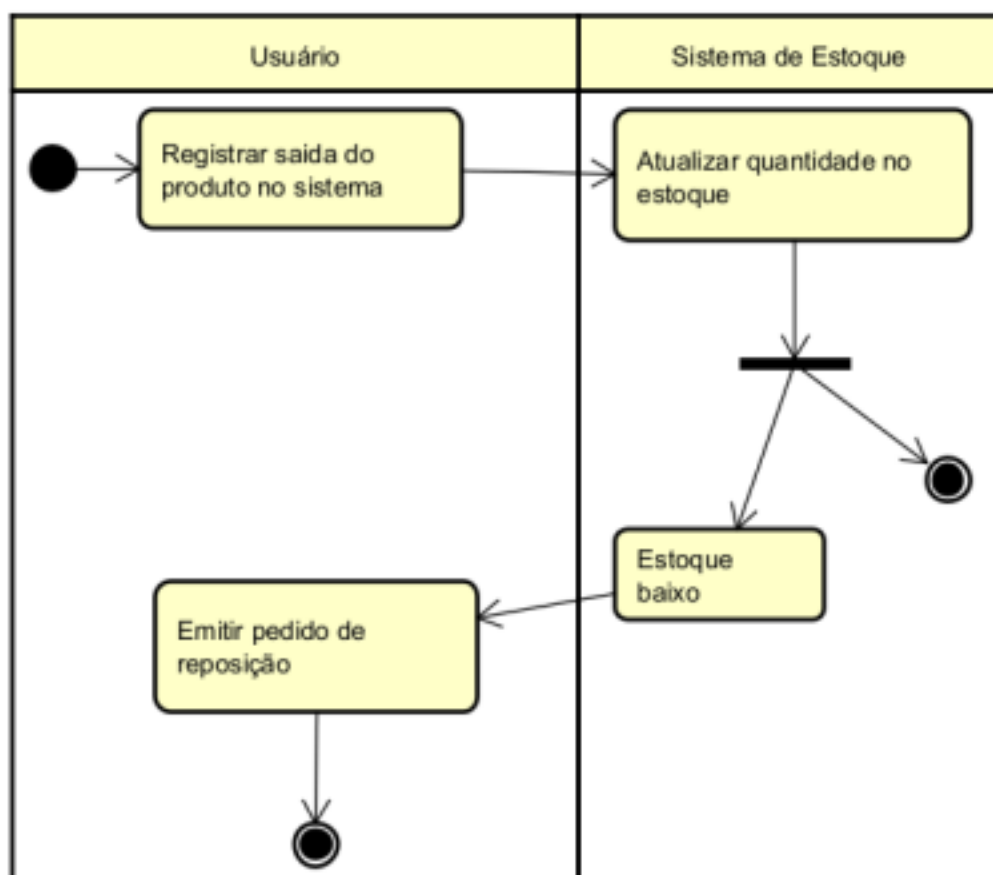 Usuário
Sistema de Estoque
Registrar saida do
produto no sistema
Atualizar quantidade no
estoque
Estoque
baixo
Emitir pedido de
reposição